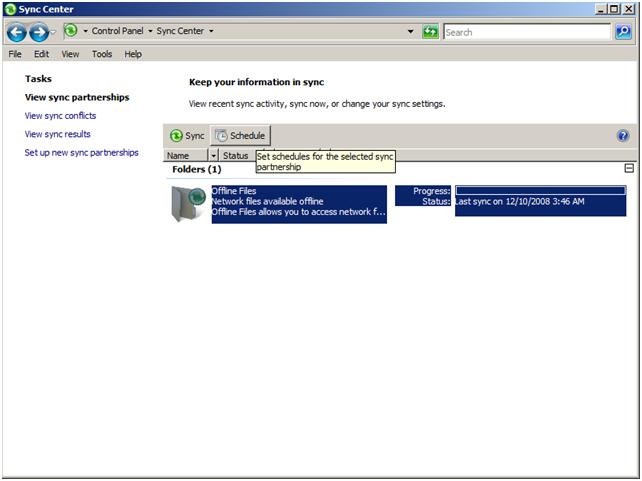 Sync Center
Control Panel Sync Center
Search
File Edit View Tools Help
Tasks
View sync partnerships
View sync conflicts
View sync results
Set up new sync partnerships
Keep your information in sync
View recent sync activity, sync now, or change your sync settings.
Sync Schedule
Name Status
Set schedules for the selected sync
partnership
Folders (1)
Offline Files
Network files available offline
Offline Files allows you to access network f...
Progress:
Status: Last sync on 12/10/2008 3:46 AM